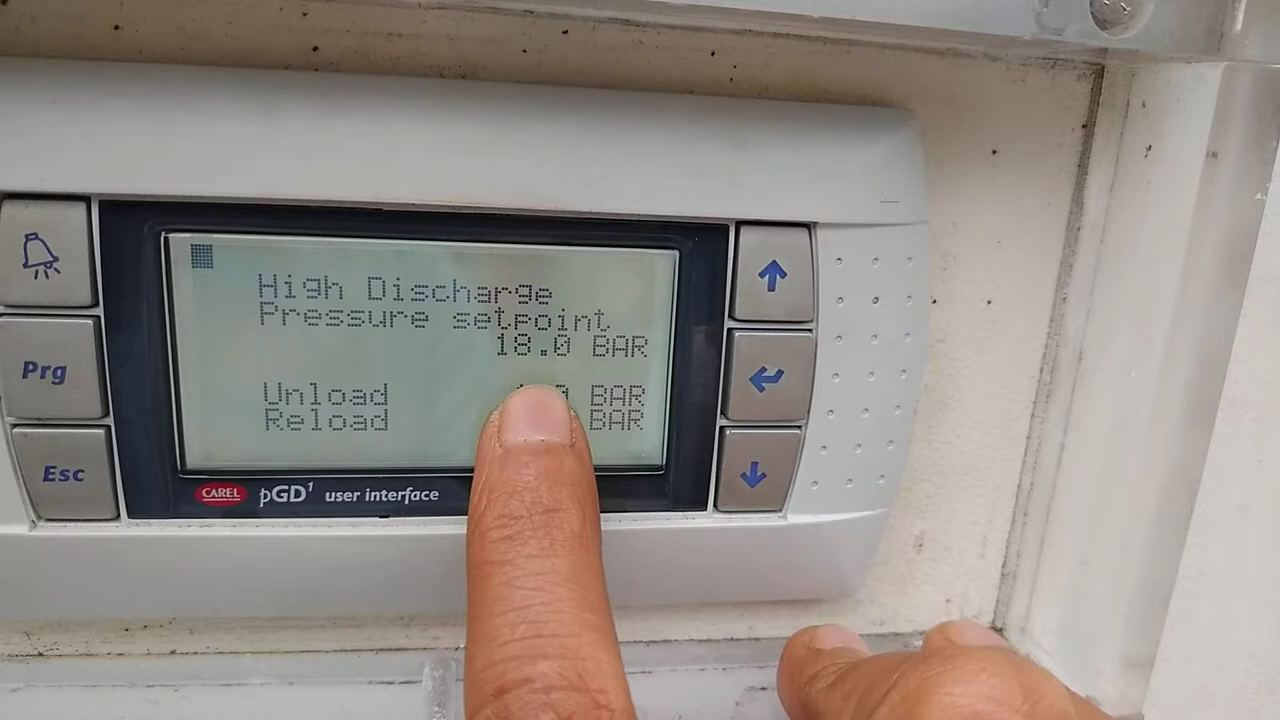 High Discharge
Pressure setpoint
18.0 BAR
Unload BAR
Reload BAR
Prg
Esc
CAREL pGD¹ user interface